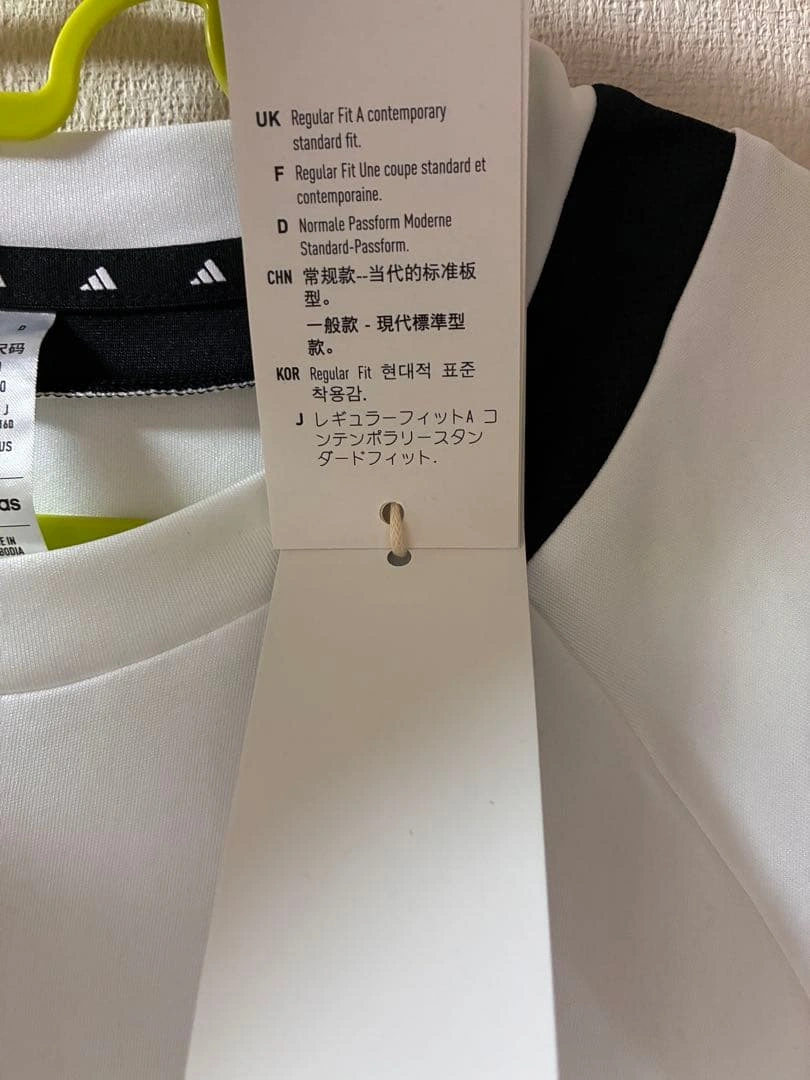 UK Regular Fit A contemporary
standard fit.
F Regular Fit Une coupe standard et
contemporaine.
D Normale Passform Moderne
Standard-Passform.
CHN 常规款--当代的标准板
型。
一般款 - 現代標準型
款。
KOR Regular Fit 현대적 표준
착용감.
J レギュラーフィットA コ
ンテンポラリースタン
ダードフィット.
D
尺码
J
160
US